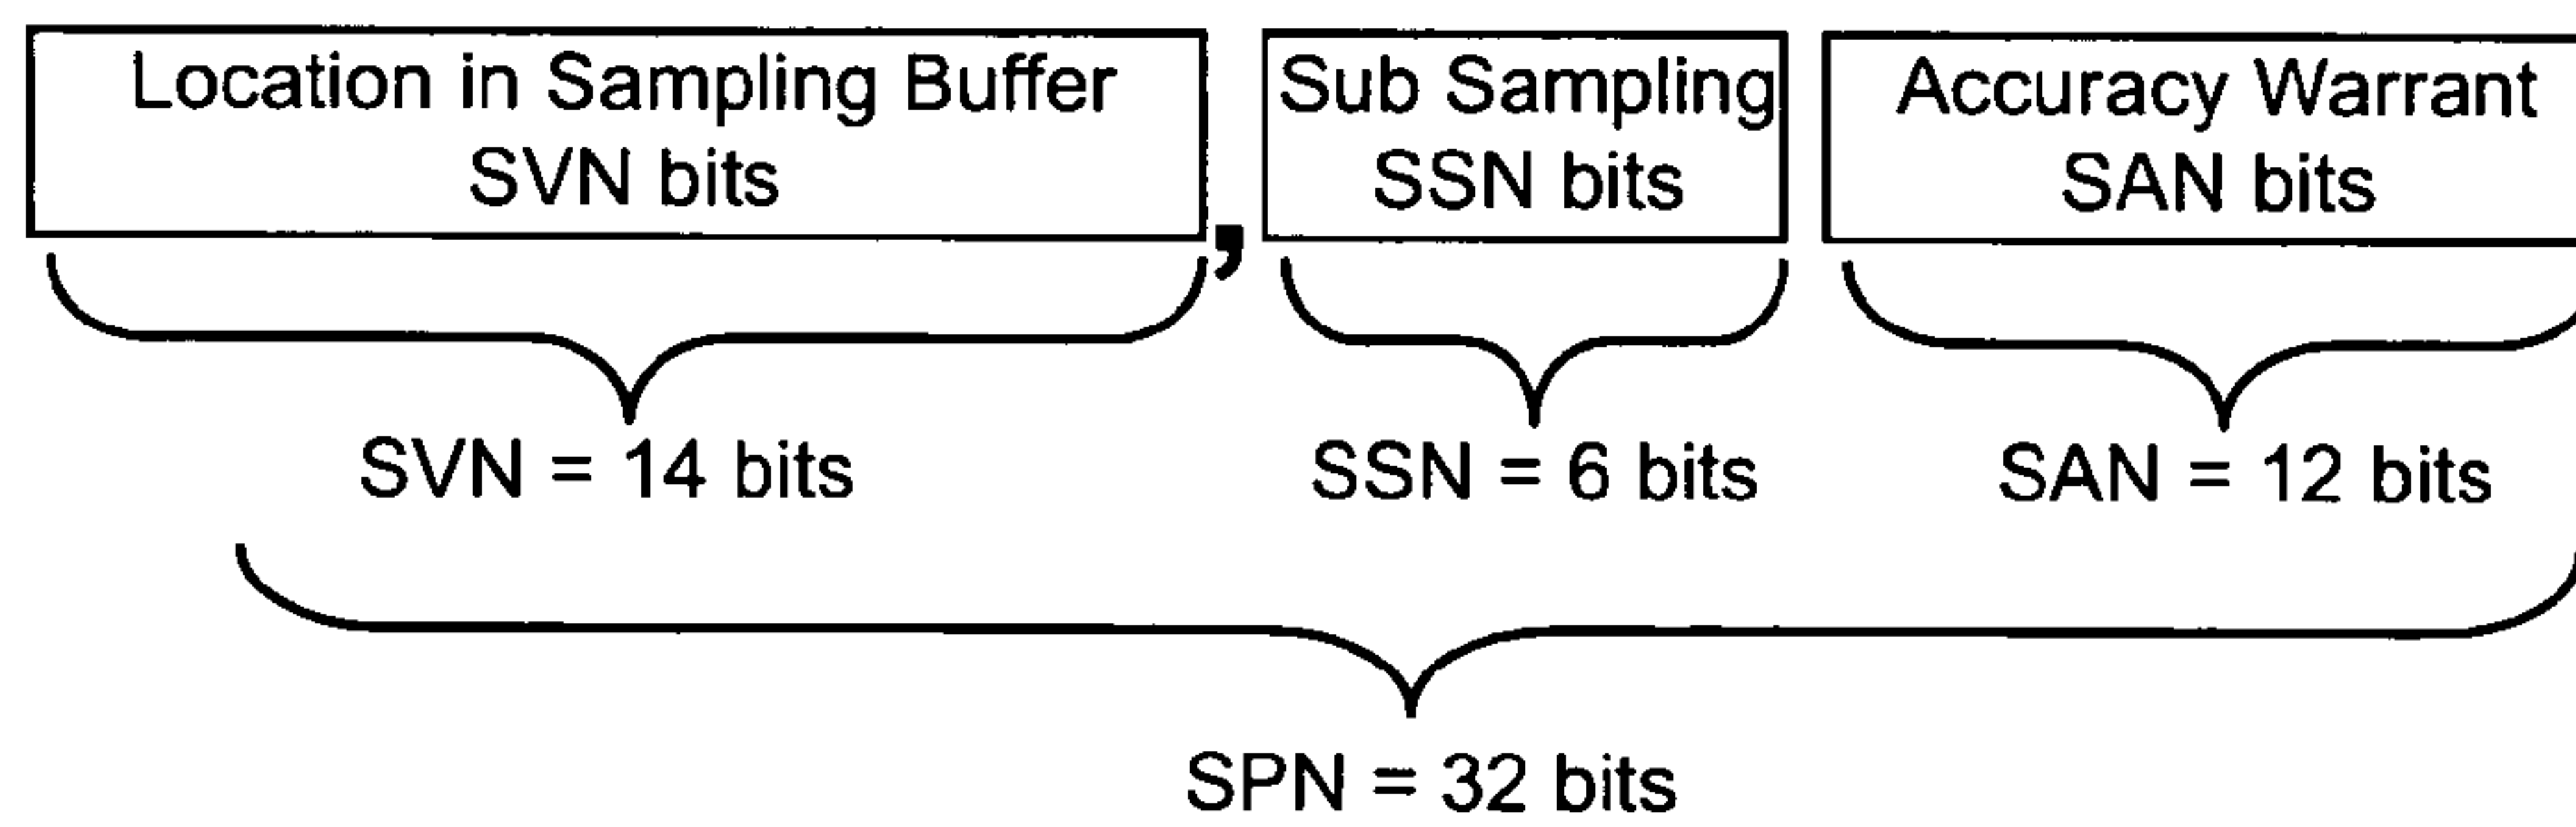 Location in Sampling Buffer
SVN bits
,
Sub Sampling
SSN bits
Accuracy Warrant
SAN bits
SVN = 14 bits
SSN = 6 bits
SAN = 12 bits
SPN = 32 bits